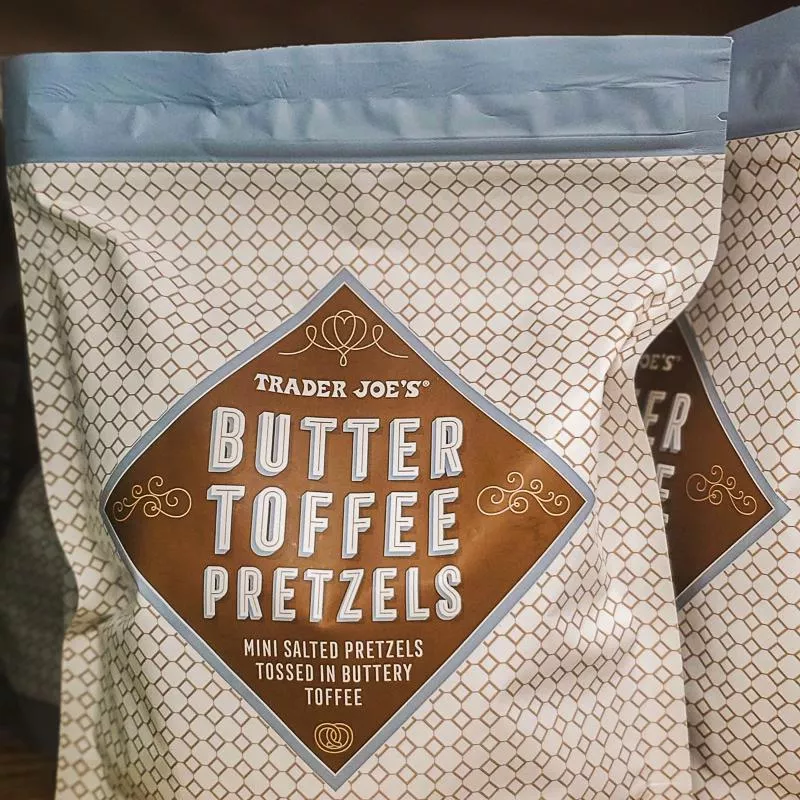 TRADER JOE'S®
BUTTER
TOFFEE
PRETZELS
MINI SALTED PRETZELS
TOSSED IN BUTTERY
TOFFEE